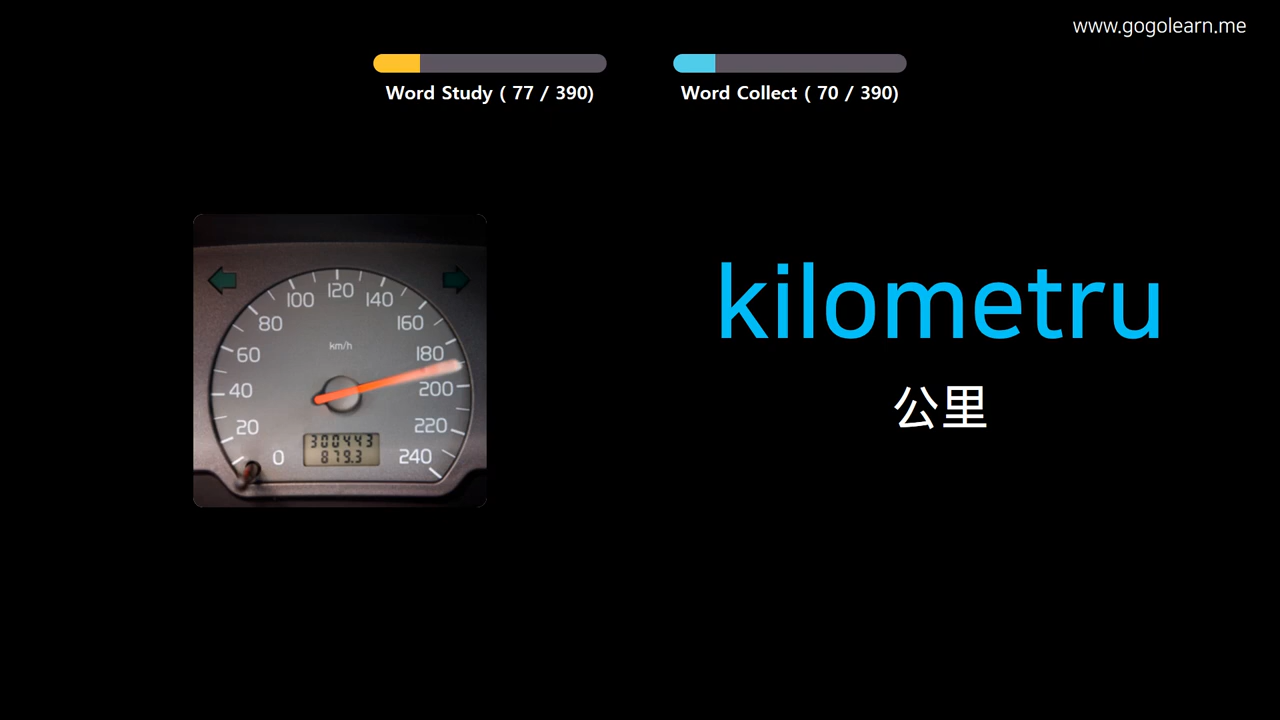 www.gogolearn.me
Word Study ( 77 / 390)
Word Collect ( 70 / 390)
kilometru
公里
0
20
40
60
80
100
120
140
160
180
200
220
240
km/h
300443
879.3